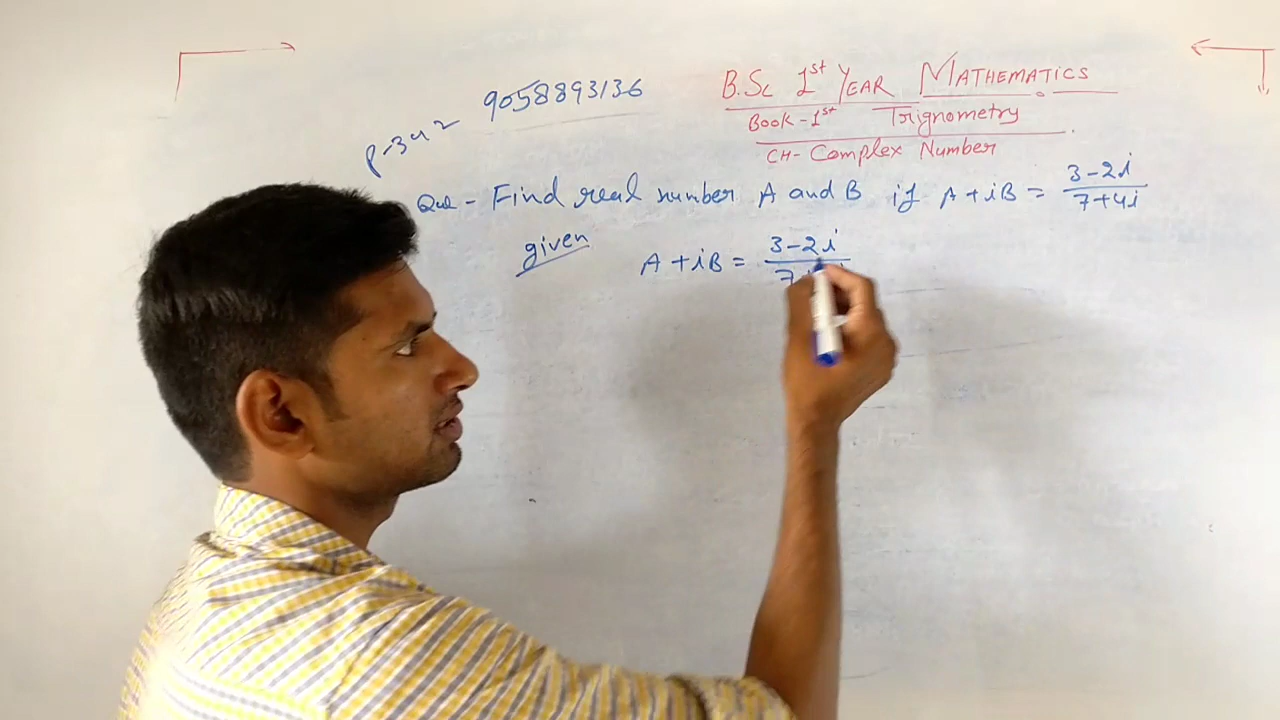 B.Sc 1st YEAR MATHEMATICS
Book-1st Trignometry
CH- Complex Number
9058893136
P-342
Que - Find real number A and B if A+iB = 3-2i / 7+4i
given A+iB = 3-2i / 7